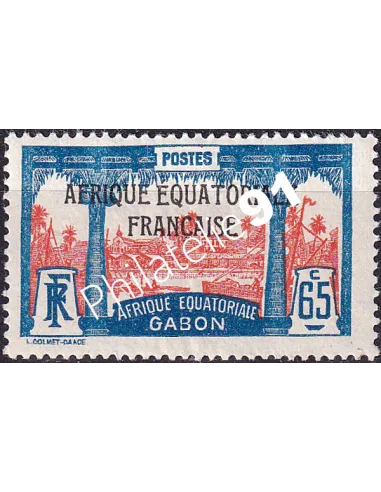 POSTES
AFRIQUE EQUATORIALE
FRANCAISE
Philatelie 91
RF
AFRIQUE EQUATORIALE
GABON
C
65
L.COLMET-DAAGE